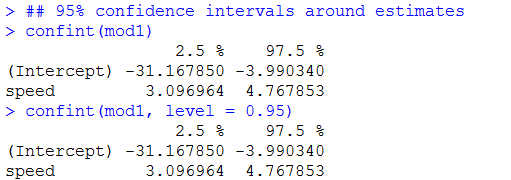 > ## 95% confidence intervals around estimates
> confint(mod1)
                2.5 %    97.5 %
(Intercept) -31.167850 -3.990340
speed         3.096964  4.767853
> confint(mod1, level = 0.95)
                2.5 %    97.5 %
(Intercept) -31.167850 -3.990340
speed         3.096964  4.767853